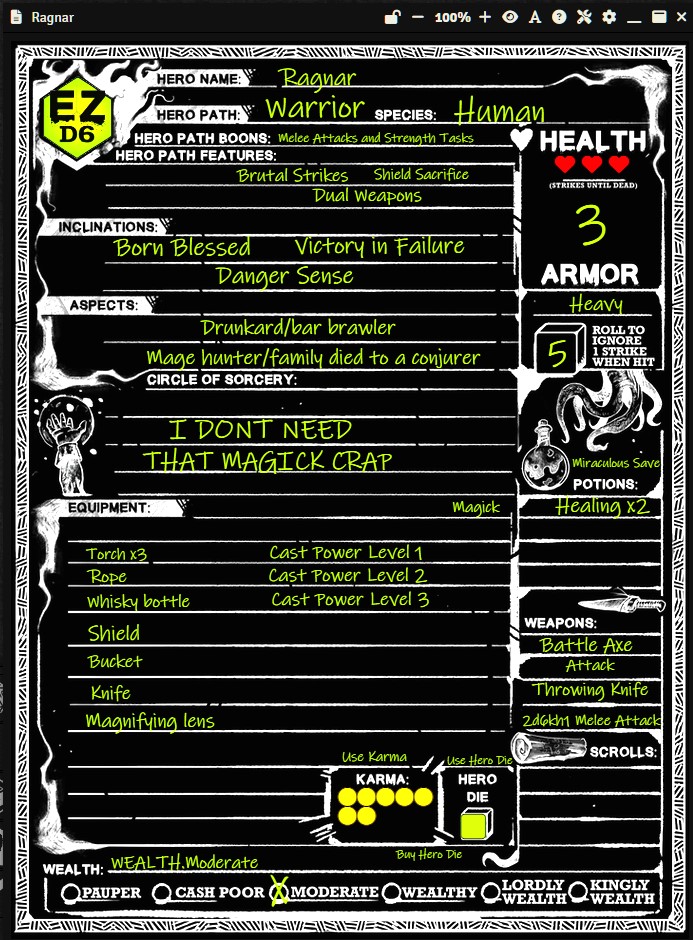 Ragnar
100%
EZ
D6
HERO NAME: Ragnar
HERO PATH: Warrior SPECIES: Human
HERO PATH BOONS: Melee Attacks and Strength Tasks
HERO PATH FEATURES:
Brutal Strikes Shield Sacrifice
Dual Weapons
INCLINATIONS:
Born Blessed Victory in Failure
Danger Sense
ASPECTS:
Drunkard/bar brawler
Mage hunter/family died to a conjurer
CIRCLE OF SORCERY:
I DONT NEED
THAT MAGICK CRAP
EQUIPMENT:
Magick
Torch x3 Cast Power Level 1
Rope Cast Power Level 2
Whisky bottle Cast Power Level 3
Shield
Bucket
Knife
Magnifying lens
HEALTH
(STRIKES UNTIL DEAD)
3
ARMOR
Heavy
5
ROLL TO
IGNORE
1 STRIKE
WHEN HIT
Miraculous Save
POTIONS:
Healing x2
WEAPONS:
Battle Axe
Attack
Throwing Knife
2d6kh1 Melee Attack
SCROLLS:
Use Karma
Use Hero Die
KARMA:
HERO
DIE
Buy Hero Die
WEALTH: WEALTH.Moderate
PAUPER CASH POOR X MODERATE WEALTHY LORDLY WEALTH KINGLY WEALTH